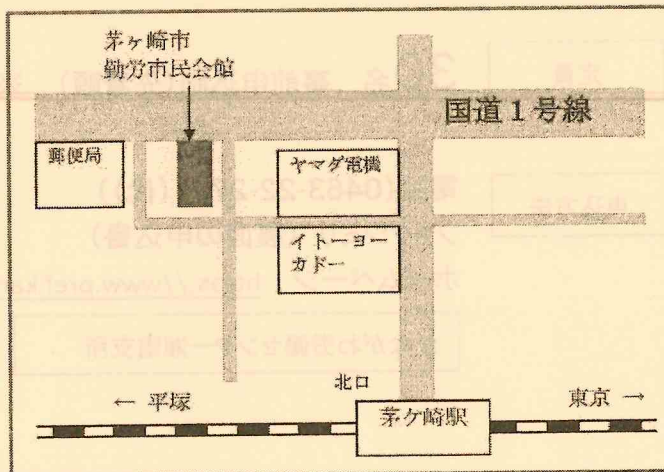 茅ヶ崎市
勤労市民会館
国道1号線
郵便局
ヤマダ電機
イトーヨー
カドー
北口
← 平塚
東京 →
茅ケ崎駅